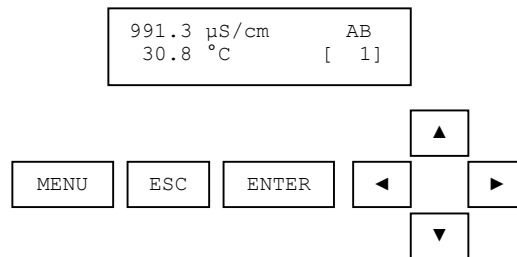 991.3 µS/cm AB
30.8 °C [ 1]
▲
MENU ESC ENTER ◄ ►
▼